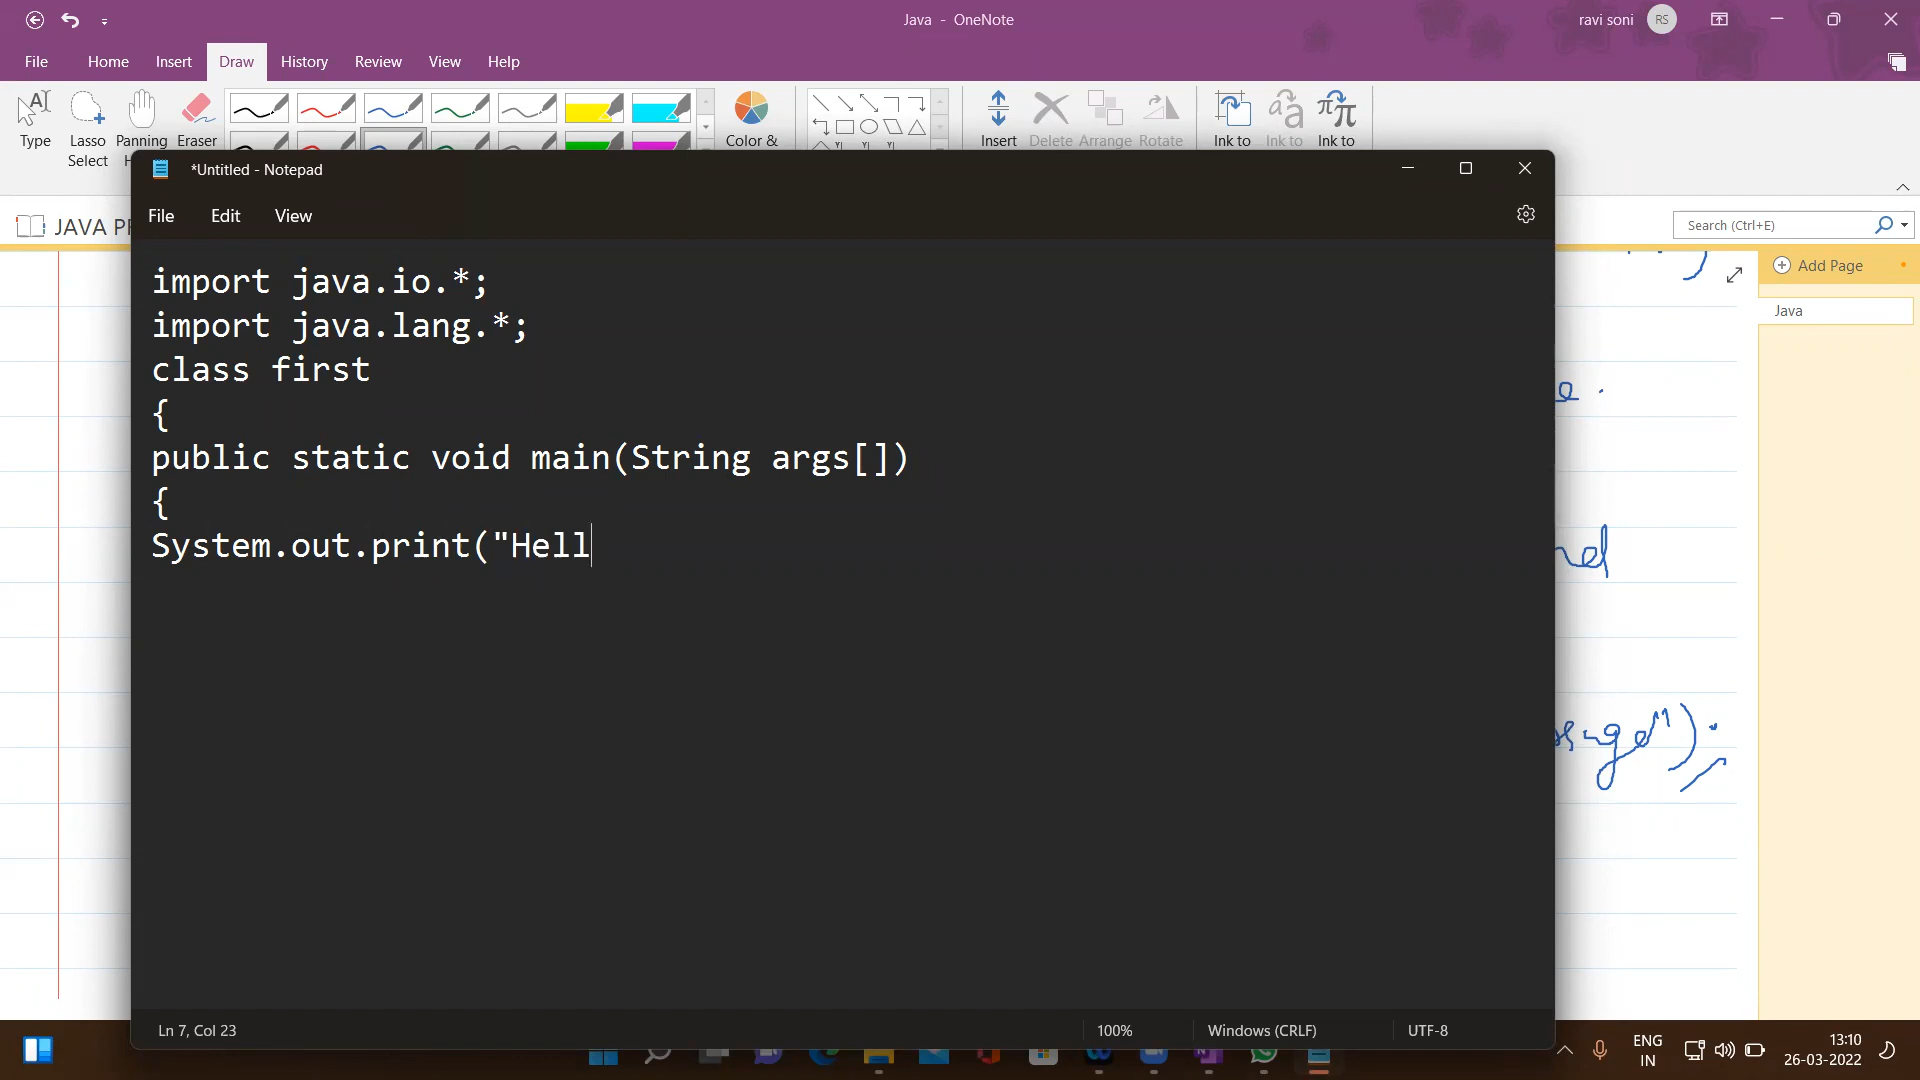 Java - OneNote
ravi soni RS
File Home Insert Draw History Review View Help
Type Lasso Select Panning Eraser Color & Insert Delete Arrange Rotate Ink to Ink to Ink to
JAVA
Search (Ctrl+E)
Add Page
Java
*Untitled - Notepad
File Edit View
import java.io.*;
import java.lang.*;
class first
{
public static void main(String args[])
{
System.out.print("Hell
Ln 7, Col 23
100%
Windows (CRLF)
UTF-8
ENG
IN
13:10
26-03-2022